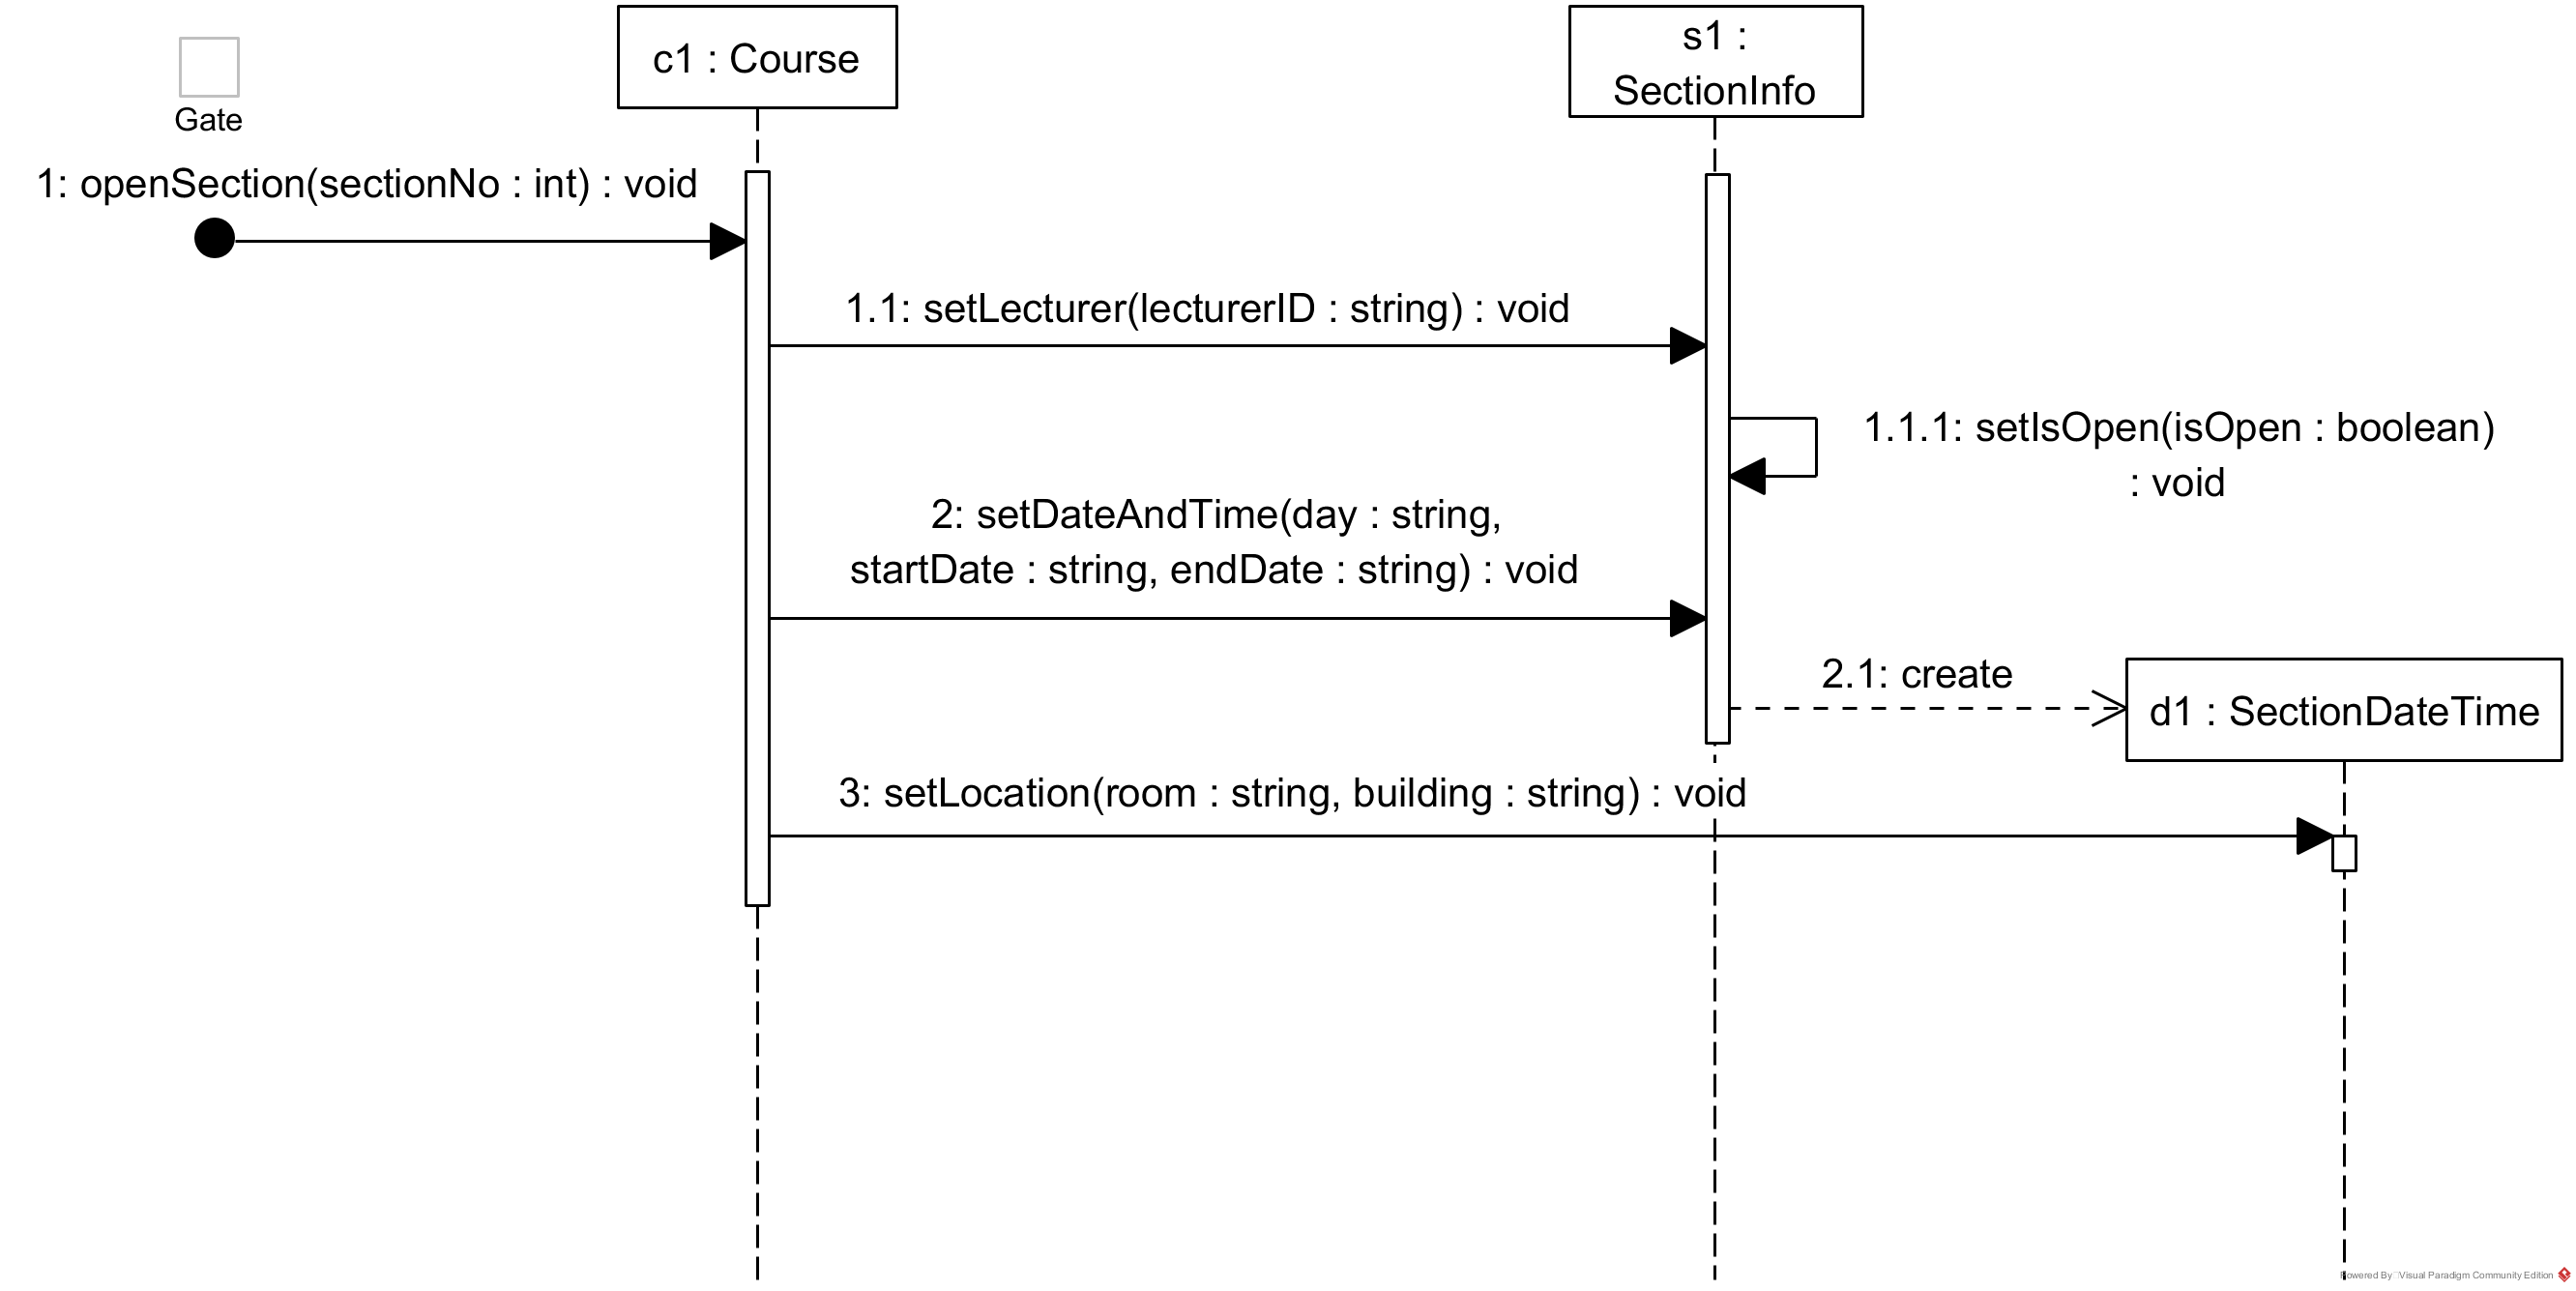 c1 : Course
s1 :
SectionInfo
Gate
1: openSection(sectionNo : int) : void
1.1: setLecturer(lecturerID : string) : void
1.1.1: setIsOpen(isOpen : boolean)
: void
2: setDateAndTime(day : string,
startDate : string, endDate : string) : void
2.1: create
d1 : SectionDateTime
3: setLocation(room : string, building : string) : void
Powered By Visual Paradigm Community Edition